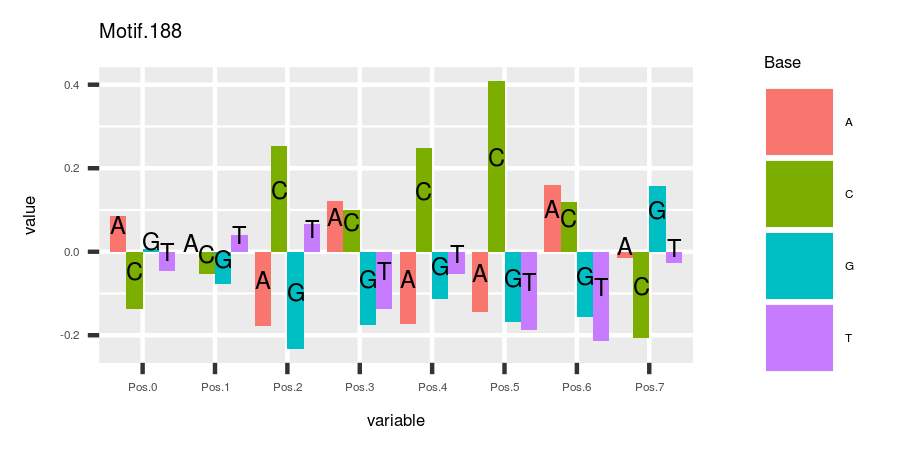 Motif.188
Base
A
C
G
T
value
0.4
0.2
0.0
-0.2
A C G T A C G T A C G T A C G T A C G T A C G T A C G T A C G T
Pos.0 Pos.1 Pos.2 Pos.3 Pos.4 Pos.5 Pos.6 Pos.7
variable